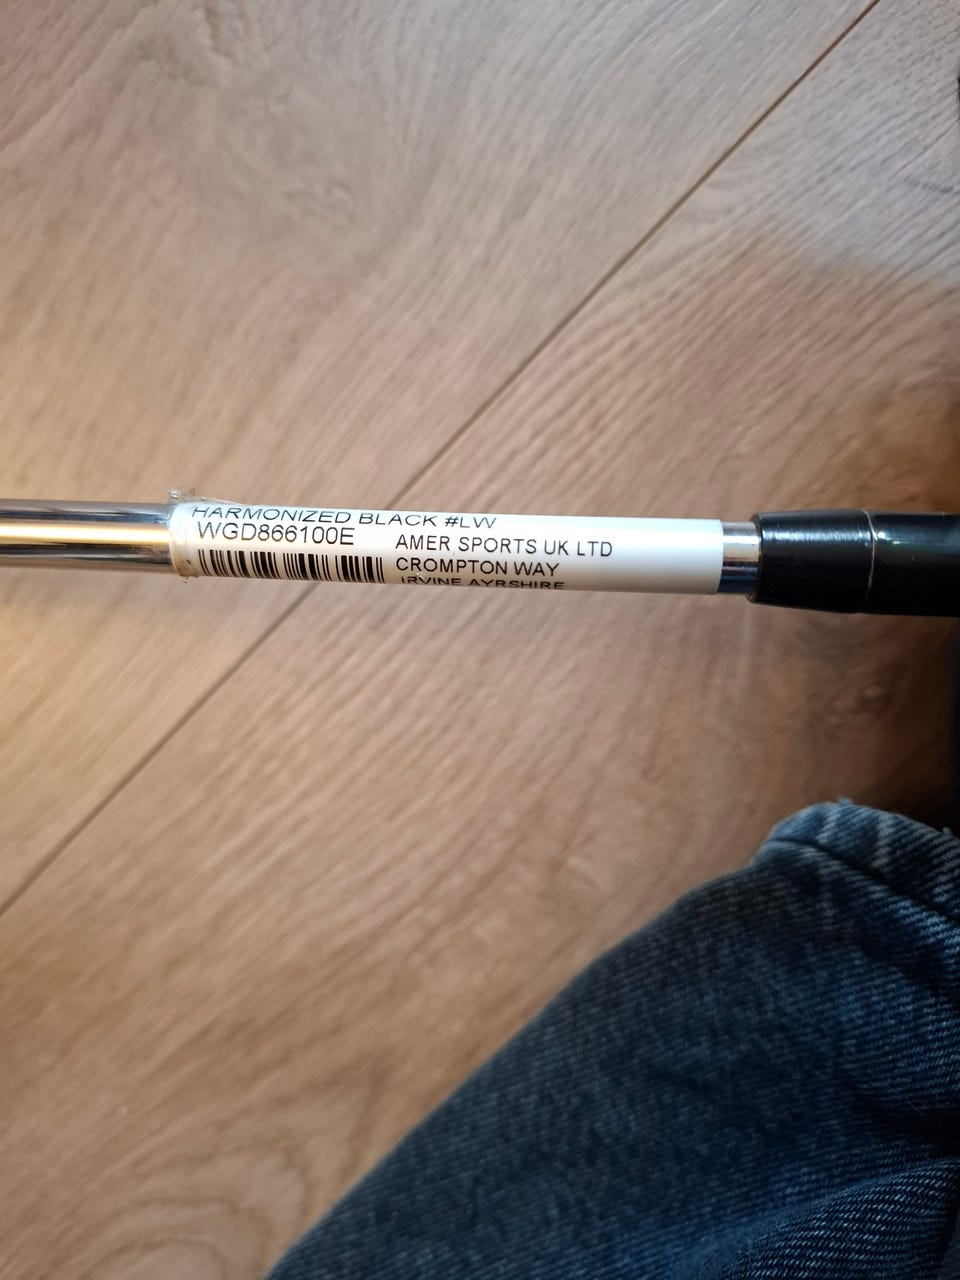 HARMONIZED BLACK #LW
WGD866100E
AMER SPORTS UK LTD
CROMPTON WAY
IRVINE AYRSHIRE